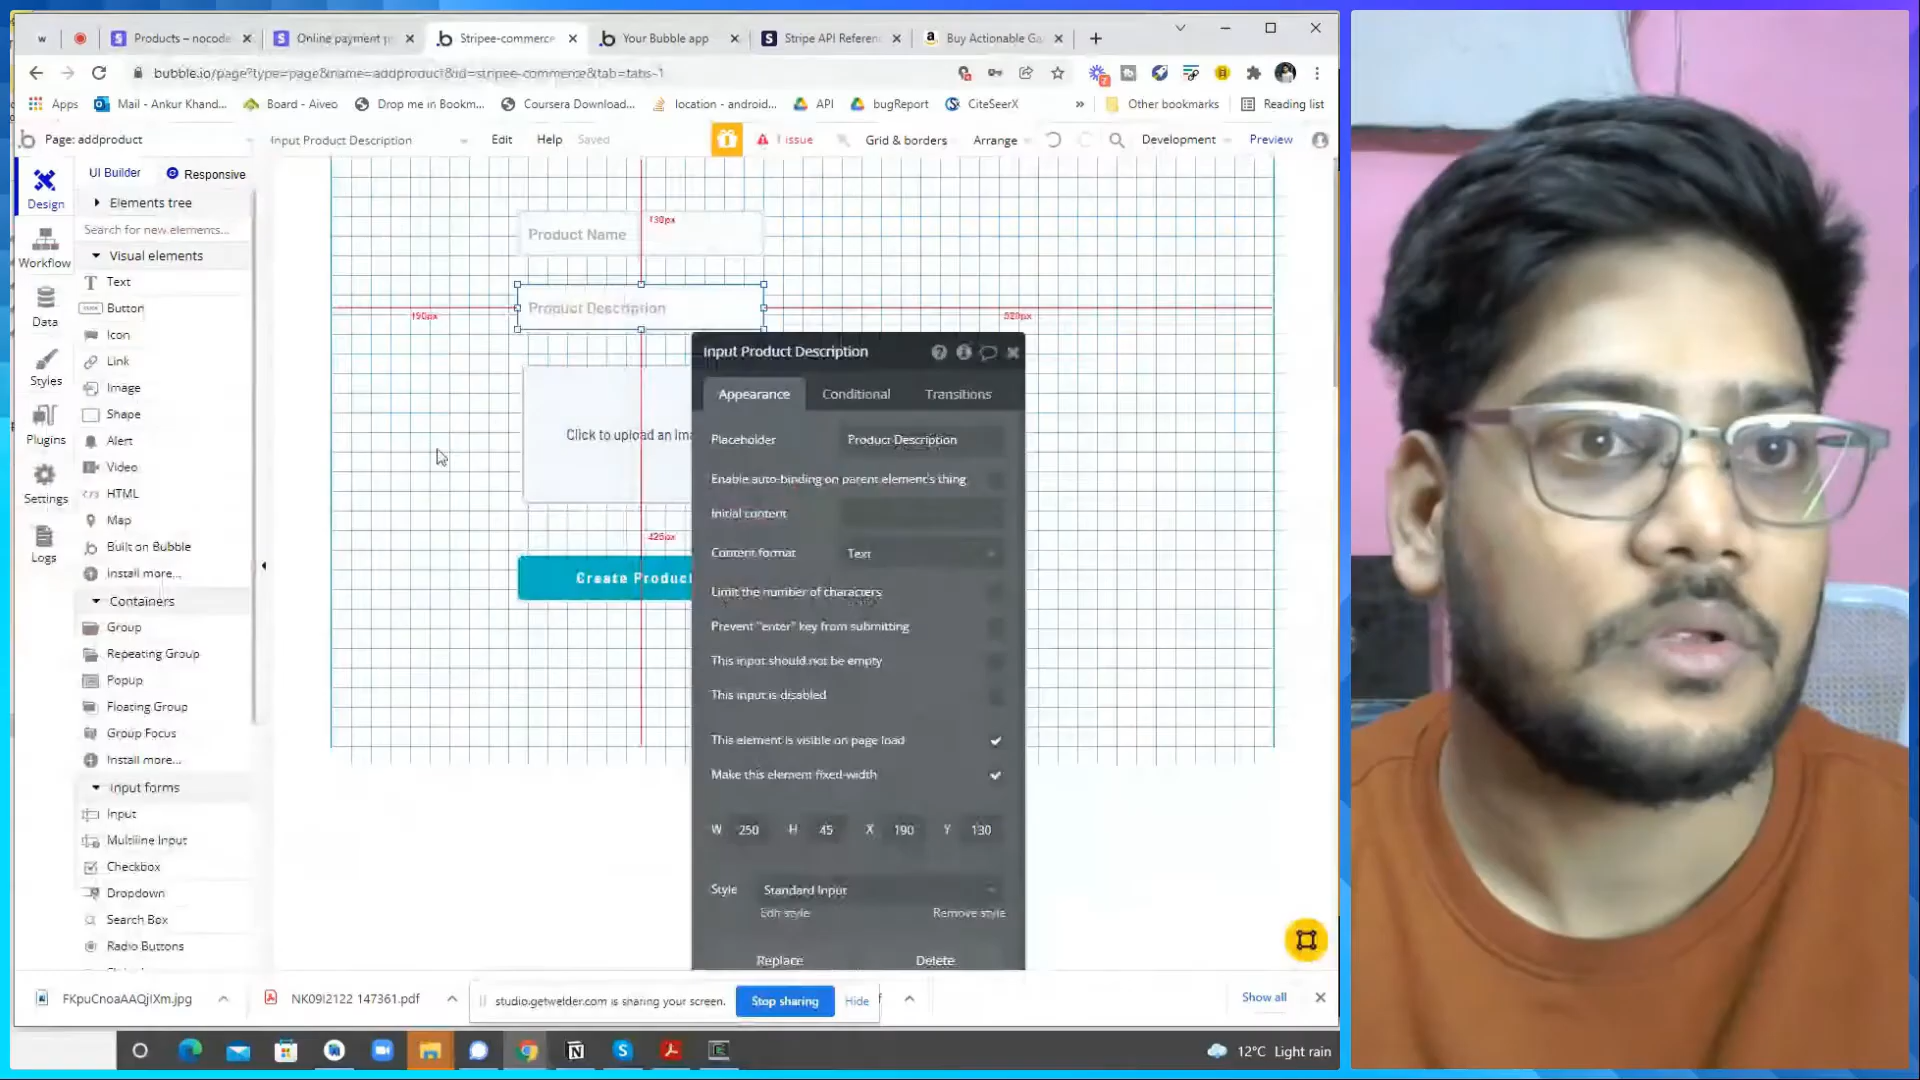 w
Products – nocode
Online payment p
Stripee-commerce
Your Bubble app
Stripe API Referen
Buy Actionable Ga
bubble.io/page?type=page&name=addproduct&id=stripee-commerce&tab=tabs-1
Apps
Mail - Ankur Khand...
Board - Aiveo
Drop me in Bookm...
Coursera Download...
location - android...
API
bugReport
CiteSeerX
»
Other bookmarks
Reading list
Page: addproduct
Input Product Description
Edit
Help
Saved
1 issue
Grid & borders
Arrange
Development
Preview
Design
Workflow
Data
Styles
Plugins
Settings
Logs
UI Builder
Responsive
Elements tree
Search for new elements...
Visual elements
Text
Button
Icon
Link
Image
Shape
Alert
Video
HTML
Map
Built on Bubble
Install more...
Containers
Group
Repeating Group
Popup
Floating Group
Group Focus
Install more...
Input forms
Input
Multiline Input
Checkbox
Dropdown
Search Box
Radio Buttons
Product Name
130px
Product Description
190px
520px
Click to upload an ima
425px
Create Product
Input Product Description
Appearance
Conditional
Transitions
Placeholder
Product Description
Enable auto-binding on parent element's thing
Initial content
Content format
Text
Limit the number of characters
Prevent "enter" key from submitting
This input should not be empty
This input is disabled
This element is visible on page load
Make this element fixed-width
W 250 H 45 X 190 Y 130
Style
Standard Input
Edit style
Remove style
Replace
Delete
FKpuCnoaAAQjIXm.jpg
NK09I2122 147361.pdf
studio.getwelder.com is sharing your screen.
Stop sharing
Hide
Show all
12°C Light rain